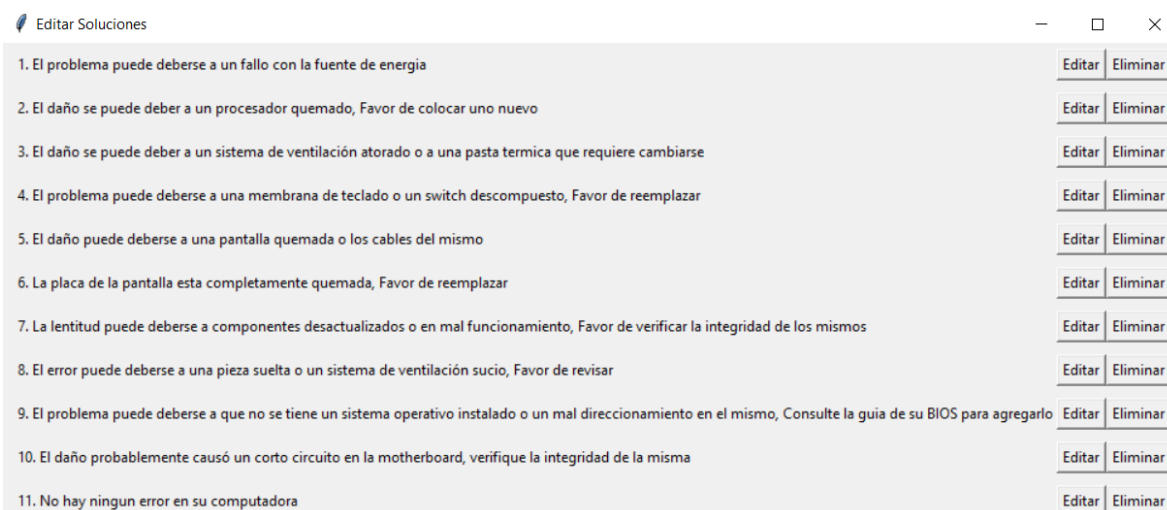 Editar Soluciones
1. El problema puede deberse a un fallo con la fuente de energia Editar Eliminar
2. El daño se puede deber a un procesador quemado, Favor de colocar uno nuevo Editar Eliminar
3. El daño se puede deber a un sistema de ventilación atorado o a una pasta termica que requiere cambiarse Editar Eliminar
4. El problema puede deberse a una membrana de teclado o un switch descompuesto, Favor de reemplazar Editar Eliminar
5. El daño puede deberse a una pantalla quemada o los cables del mismo Editar Eliminar
6. La placa de la pantalla esta completamente quemada, Favor de reemplazar Editar Eliminar
7. La lentitud puede deberse a componentes desactualizados o en mal funcionamiento, Favor de verificar la integridad de los mismos Editar Eliminar
8. El error puede deberse a una pieza suelta o un sistema de ventilación sucio, Favor de revisar Editar Eliminar
9. El problema puede deberse a que no se tiene un sistema operativo instalado o un mal direccionamiento en el mismo, Consulte la guia de su BIOS para agregarlo Editar Eliminar
10. El daño probablemente causó un corto circuito en la motherboard, verifique la integridad de la misma Editar Eliminar
11. No hay ningun error en su computadora Editar Eliminar